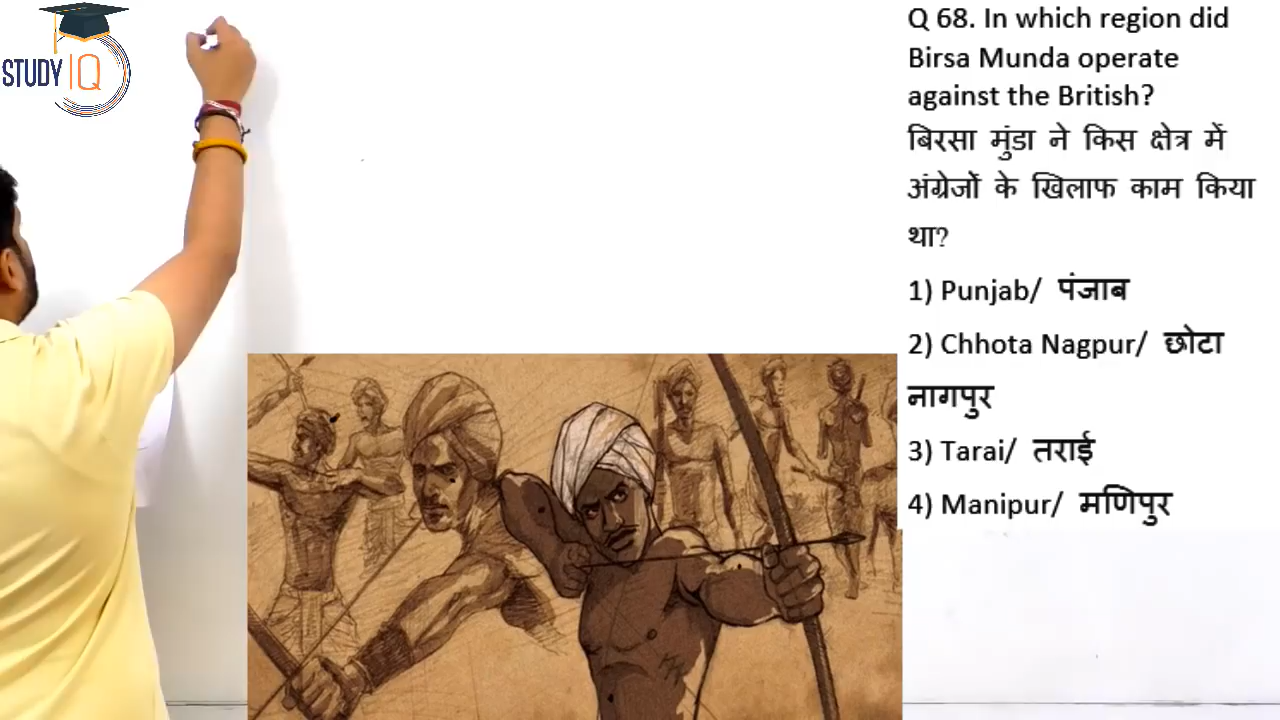 STUDY IQ
Q 68. In which region did
Birsa Munda operate
against the British?
बिरसा मुंडा ने किस क्षेत्र में
अंग्रेजों के खिलाफ काम किया
था?
1) Punjab/ पंजाब
2) Chhota Nagpur/ छोटा
नागपुर
3) Tarai/ तराई
4) Manipur/ मणिपुर